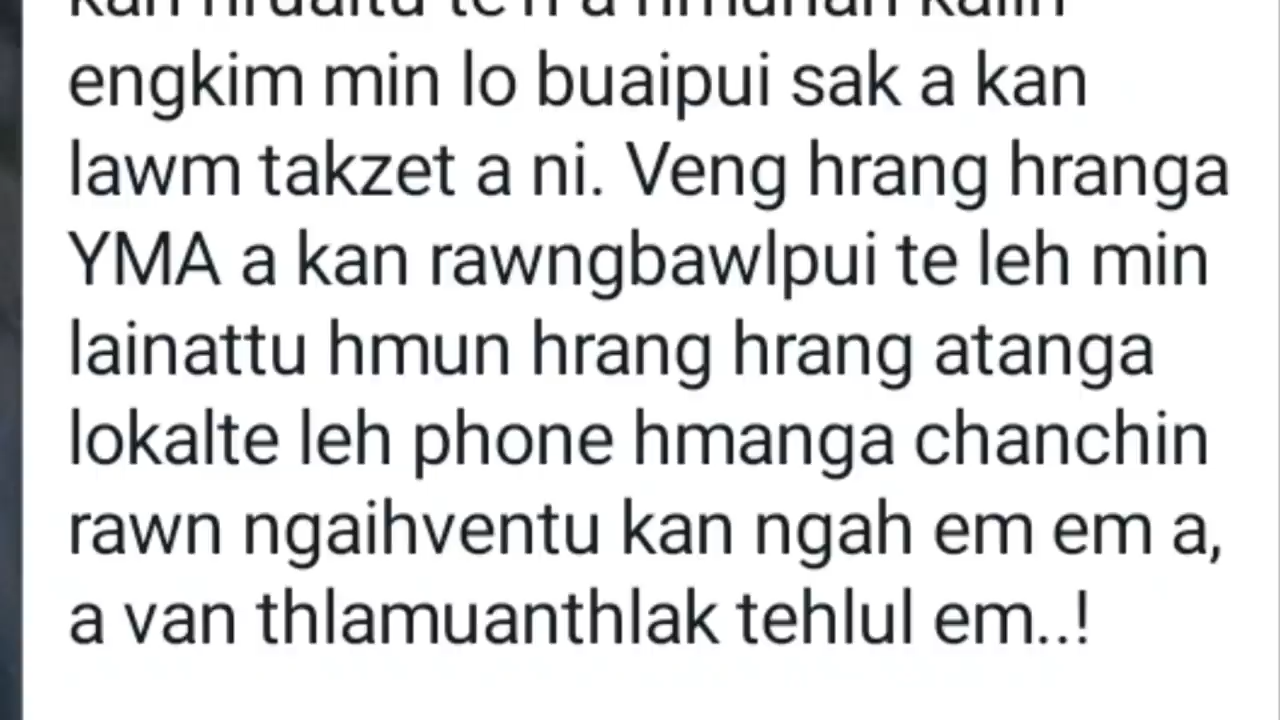 engkim min lo buaipui sak a kan
lawm takzet a ni. Veng hrang hranga
YMA a kan rawngbawlpui te leh min
lainattu hmun hrang hrang atanga
lokalte leh phone hmanga chanchin
rawn ngaihventu kan ngah em em a,
a van thlamuanthlak tehlul em..!